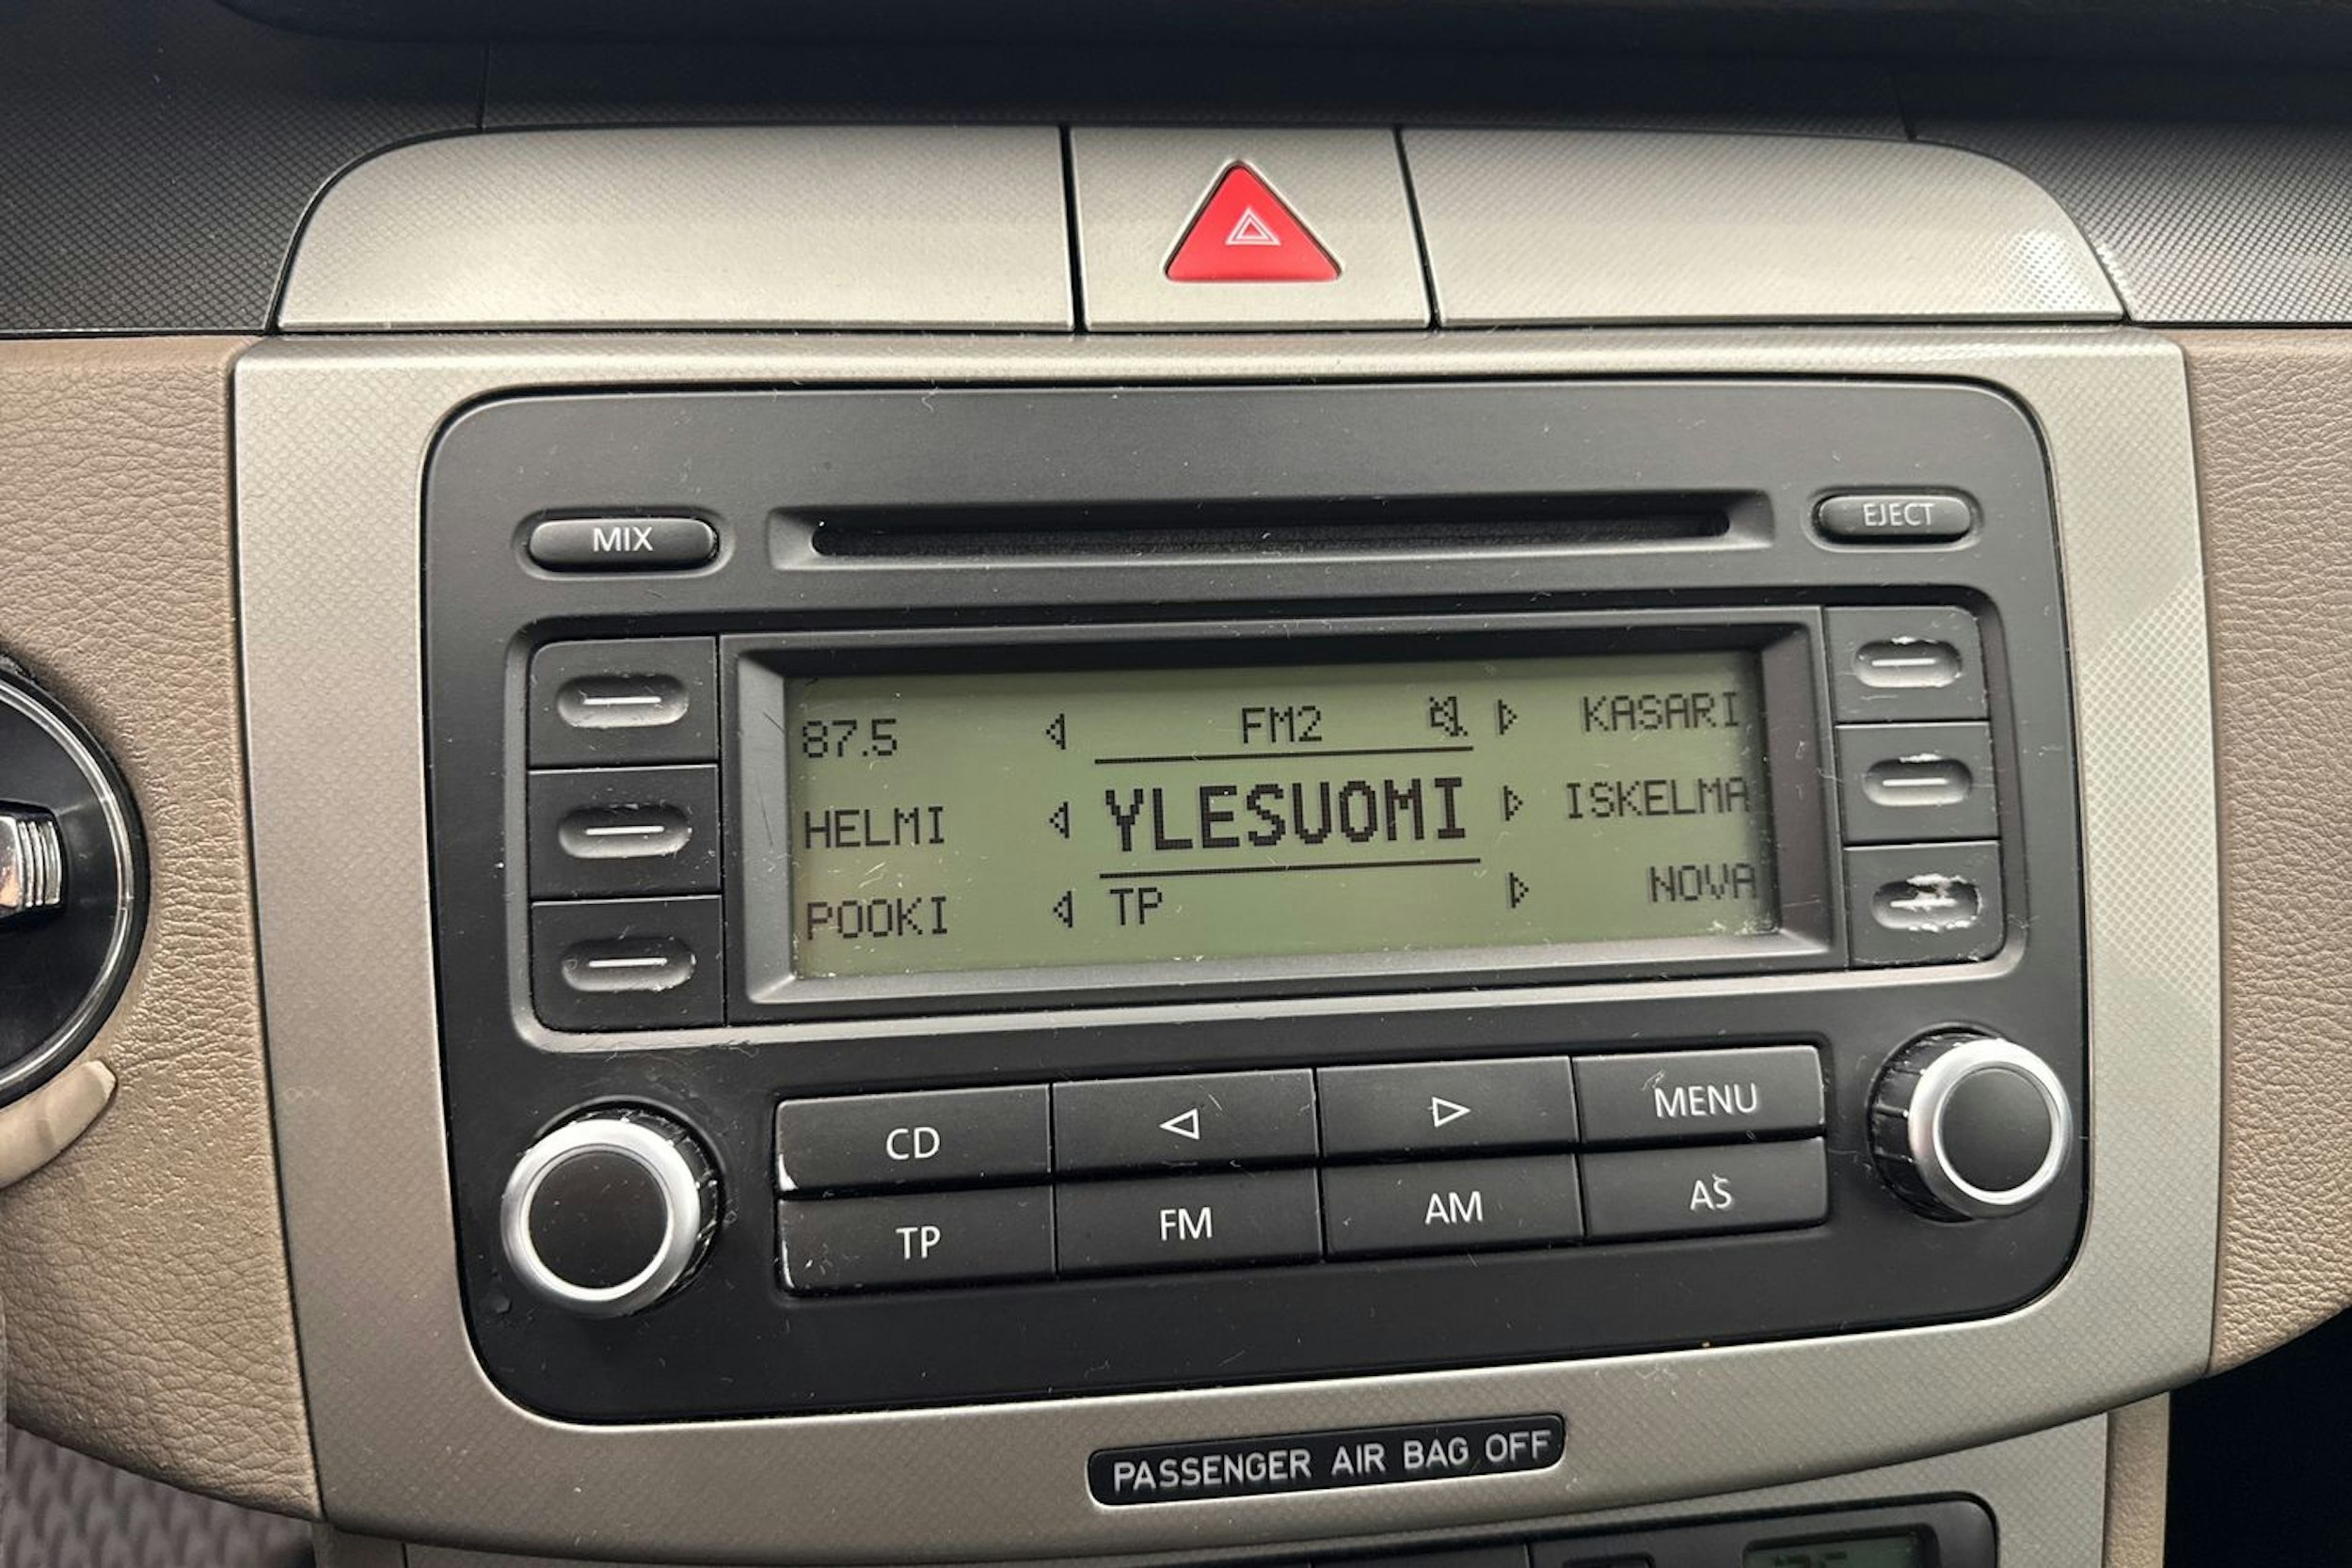 MIX
EJECT
87.5 FM2 KASARI
HELMI YLESUOMI ISKELMA
POOKI TP NOVA
CD MENU
TP FM AM AS
PASSENGER AIR BAG OFF